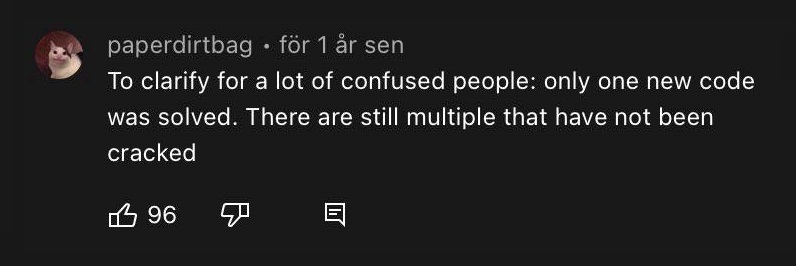 paperdirtbag • för 1 år sen
To clarify for a lot of confused people: only one new code
was solved. There are still multiple that have not been
cracked
96